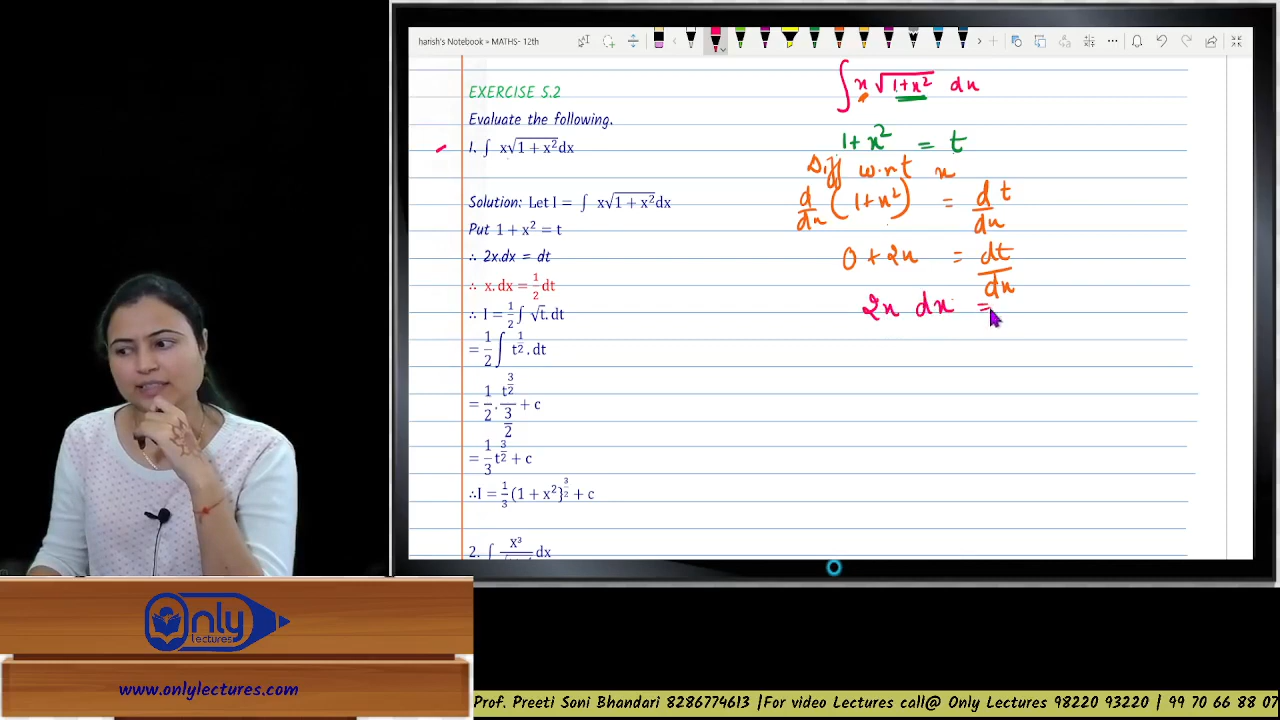 harish's Notebook » MATHS- 12th
EXERCISE 5.2
Evaluate the following.
1. ∫ x√(1 + x²)dx
Solution: Let I = ∫ x√(1 + x²)dx
Put 1 + x² = t
∴ 2x.dx = dt
∴ x. dx = 1/2 dt
∴ I = 1/2 ∫ √t. dt
= 1/2 ∫ t^(1/2) . dt
= 1/2 . t^(3/2) / (3/2) + c
= 1/3 t^(3/2) + c
∴I = 1/3 (1 + x²)^(3/2) + c
2. ∫ x³ dx
∫ x √(1+x²) dx
1+ x² = t
Diff w.r.t x
d/dx (1+x²) = d/dx t
0 + 2x = dt/dx
2x dx =
Only
lectures
www.onlylectures.com
Prof. Preeti Soni Bhandari 8286774613 |For video Lectures call@ Only Lectures 98220 93220 | 99 70 66 88 07